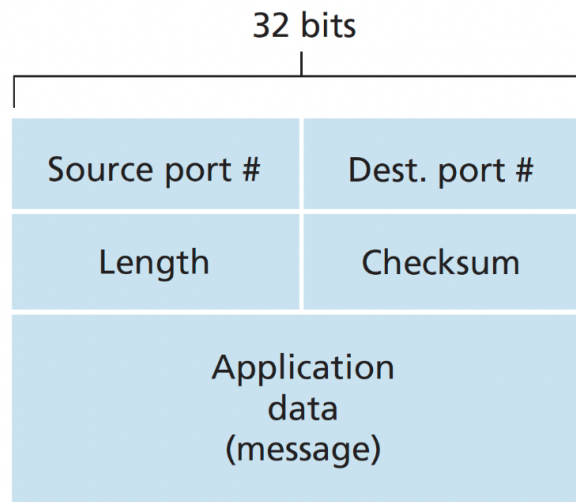 32 bits
Source port #
Dest. port #
Length
Checksum
Application
data
(message)